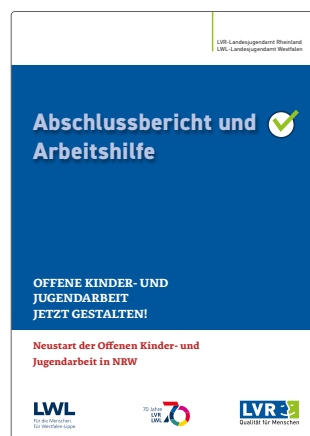 LVR-Landesjugendamt Rheinland
LWL-Landesjugendamt Westfalen
Abschlussbericht und
Arbeitshilfe
OFFENE KINDER- UND
JUGENDARBEIT
JETZT GESTALTEN!
Neustart der Offenen Kinder- und
Jugendarbeit in NRW
LWL
Für die Menschen.
Für Westfalen-Lippe
70 Jahre
LVR
LWL
70
LVR
Qualität für Menschen